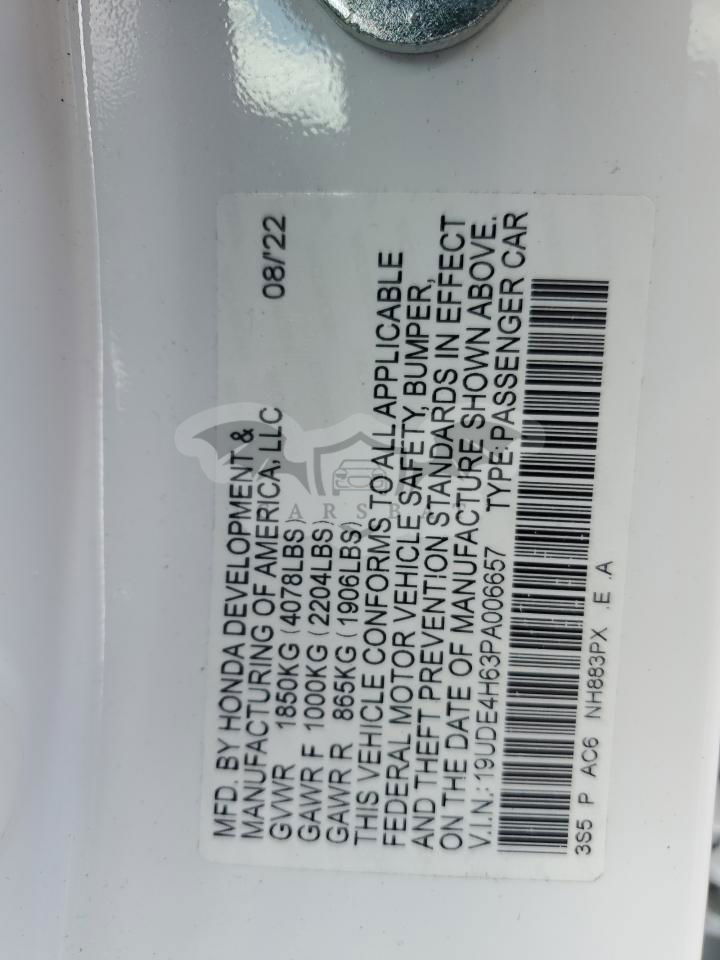 MFD. BY HONDA DEVELOPMENT &
MANUFACTURING OF AMERICA, LLC 08/'22
GVWR 1850KG (4078LBS)
GAWR F 1000KG (2204LBS)
GAWR R 865KG (1906LBS)
THIS VEHICLE CONFORMS TO ALL APPLICABLE
FEDERAL MOTOR VEHICLE SAFETY, BUMPER,
AND THEFT PREVENTION STANDARDS IN EFFECT
ON THE DATE OF MANUFACTURE SHOWN ABOVE.
V.I.N.: 19UDE4H63PA006657 TYPE: PASSENGER CAR
3S5 P AC6 NH883PX .E .A